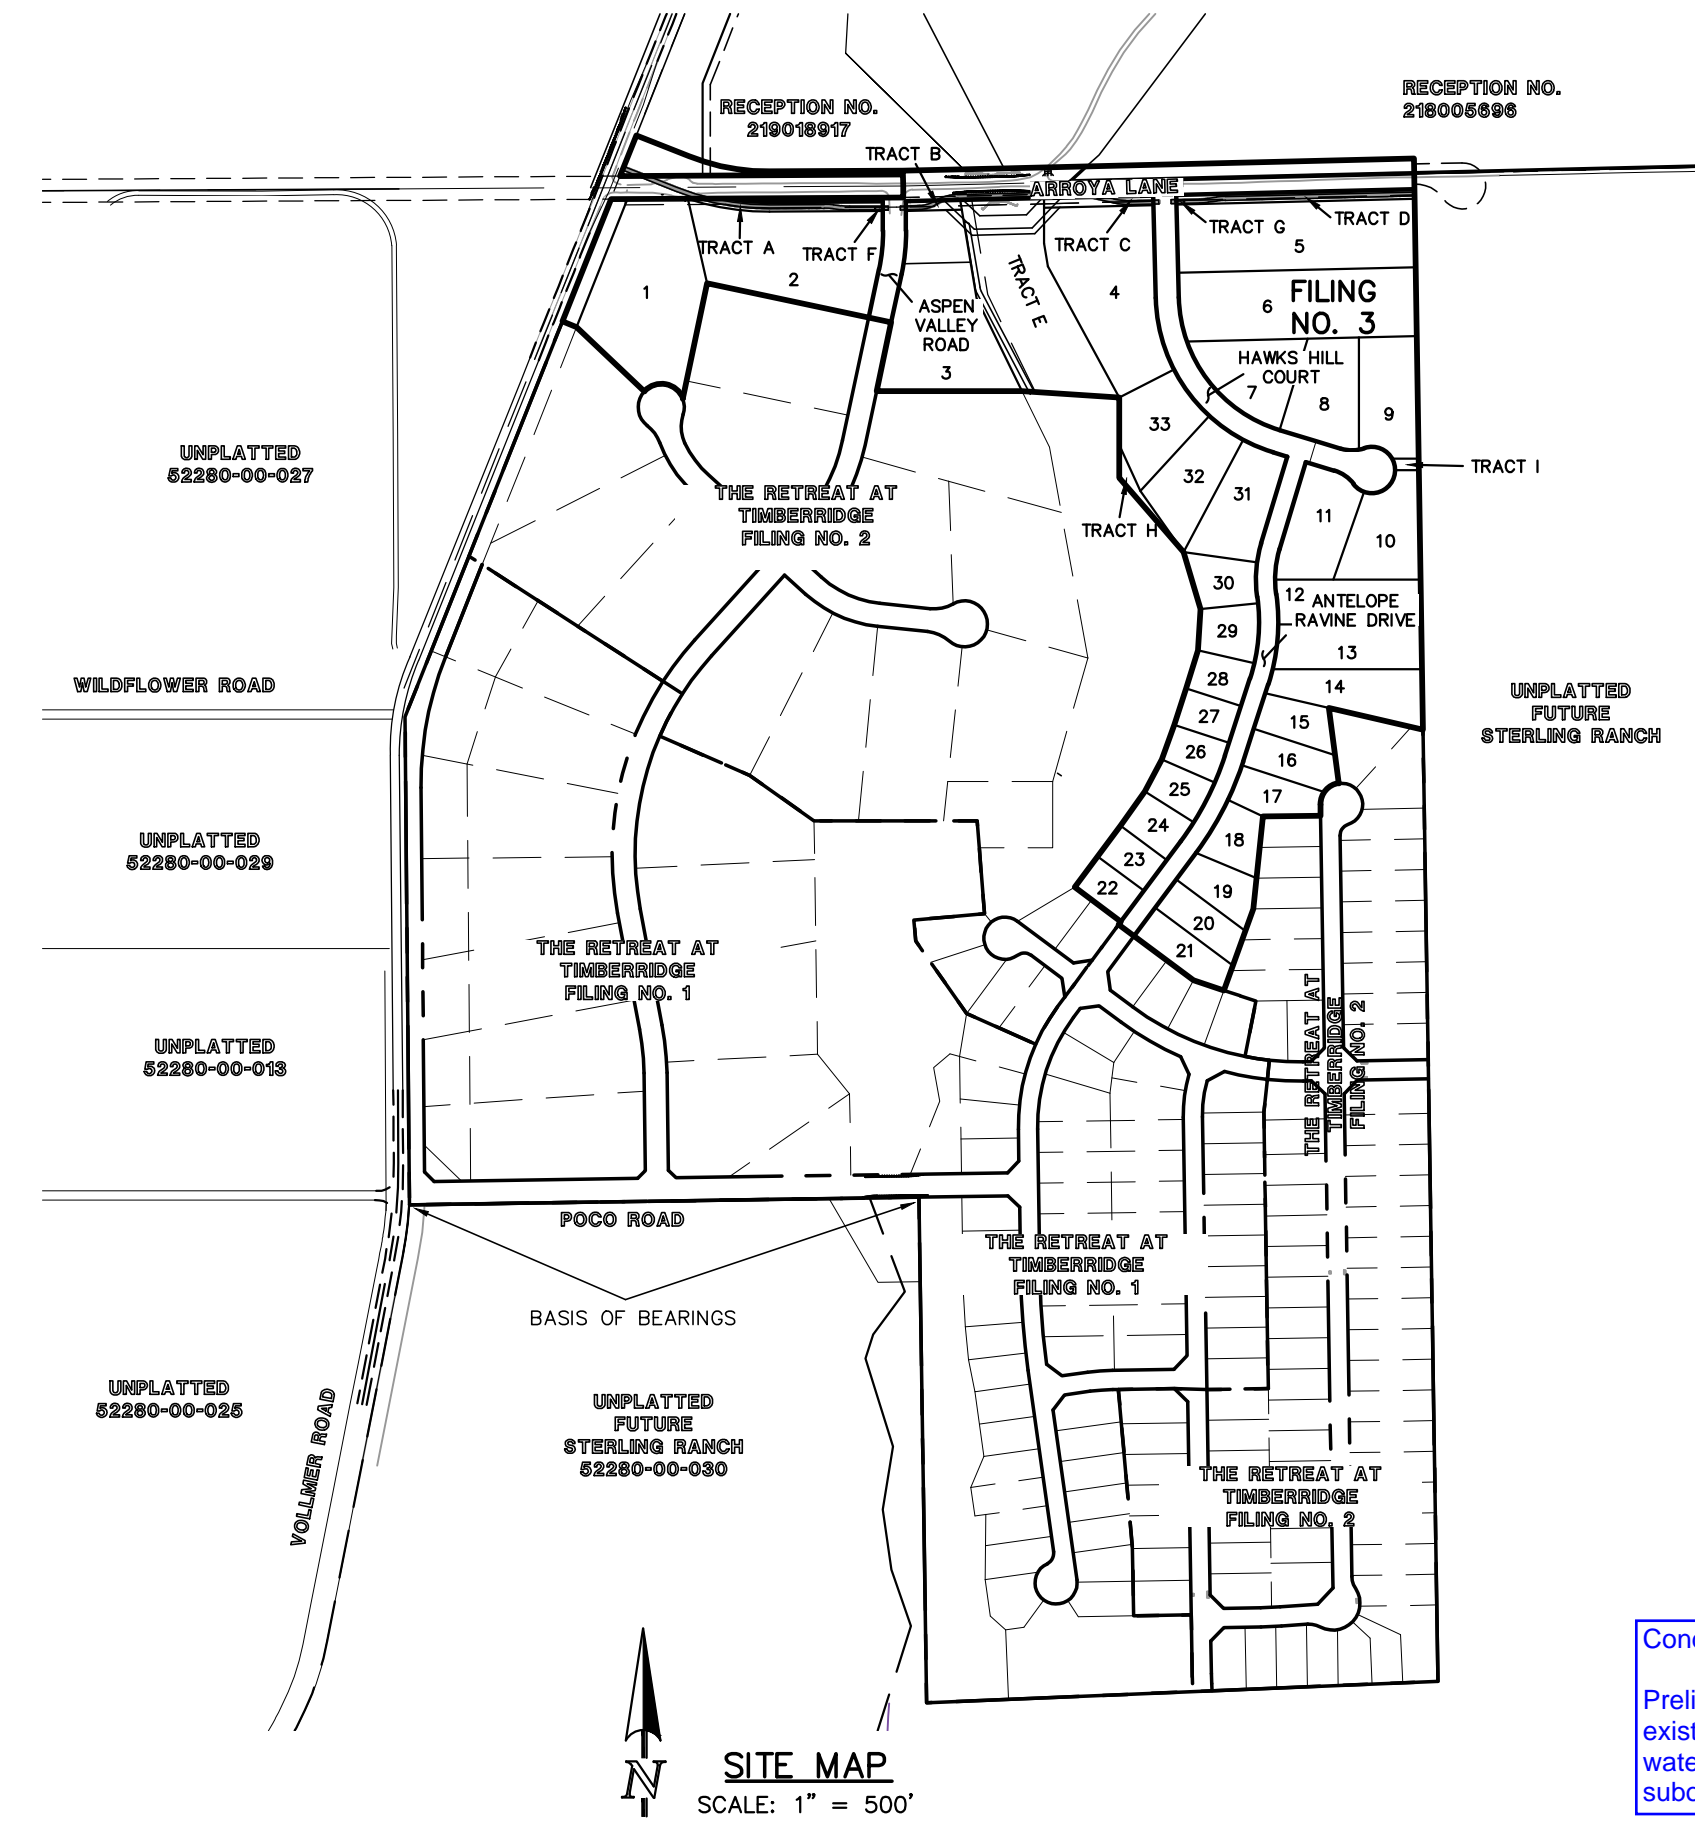 RECEPTION NO.
219018917
RECEPTION NO.
218005696
TRACT B
ARROYA LANE
TRACT A
TRACT F
TRACT C
TRACT G
TRACT D
TRACT E
1
2
3
4
5
6
FILING
NO. 3
ASPEN
VALLEY
ROAD
HAWKS HILL
COURT
7
8
9
33
32
31
TRACT I
11
10
TRACT H
UNPLATTED
52280-00-027
THE RETREAT AT
TIMBERRIDGE
FILING NO. 2
30
12
ANTELOPE
RAVINE DRIVE
29
13
28
14
27
15
26
16
25
17
24
18
23
22
19
20
21
WILDFLOWER ROAD
UNPLATTED
FUTURE
STERLING RANCH
UNPLATTED
52280-00-029
THE RETREAT AT
TIMBERRIDGE
FILING NO. 1
THE RETREAT AT
TIMBERRIDGE
FILING NO. 2
UNPLATTED
52280-00-013
POCO ROAD
THE RETREAT AT
TIMBERRIDGE
FILING NO. 1
BASIS OF BEARINGS
UNPLATTED
52280-00-025
VOLLMER ROAD
UNPLATTED
FUTURE
STERLING RANCH
52280-00-030
THE RETREAT AT
TIMBERRIDGE
FILING NO. 2
N
SITE MAP
SCALE: 1" = 500'